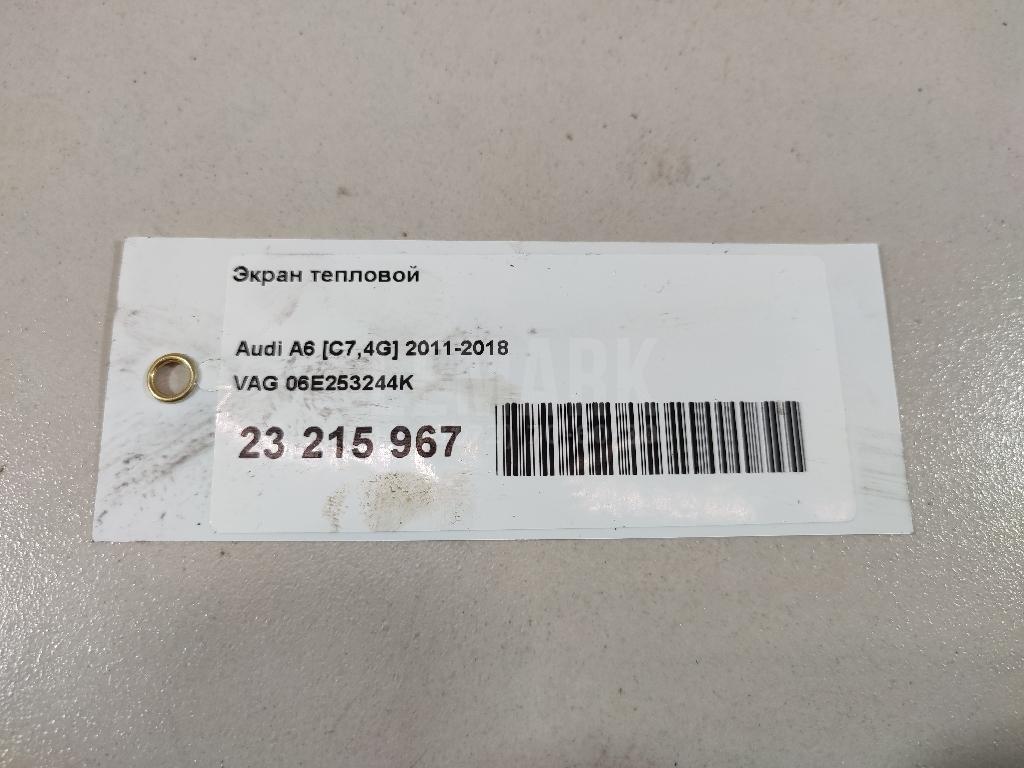 Экран тепловой
Audi A6 [C7,4G] 2011-2018
VAG 06E253244K
23 215 967